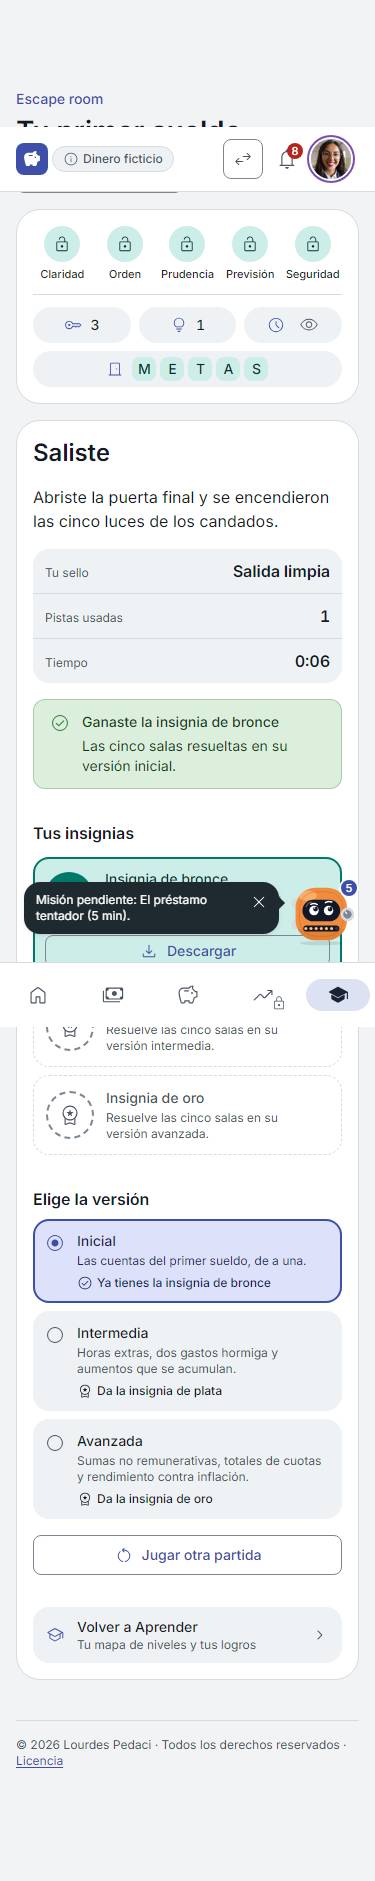 Escape room
Tu primer sueldo
Dinero ficticio
8
Claridad
Orden
Prudencia
Previsión
Seguridad
3
1
M E T A S
Saliste
Abriste la puerta final y se encendieron
las cinco luces de los candados.
Tu sello
Salida limpia
Pistas usadas
1
Tiempo
0:06
Ganaste la insignia de bronce
Las cinco salas resueltas en su
versión inicial.
Tus insignias
Insignia de bronce
Misión pendiente: El préstamo
tentador (5 min).
5
Descargar
Resuelve las cinco salas en su
versión intermedia.
Insignia de oro
Resuelve las cinco salas en su
versión avanzada.
Elige la versión
Inicial
Las cuentas del primer sueldo, de a una.
Ya tienes la insignia de bronce
Intermedia
Horas extras, dos gastos hormiga y
aumentos que se acumulan.
Da la insignia de plata
Avanzada
Sumas no remunerativas, totales de cuotas
y rendimiento contra inflación.
Da la insignia de oro
Jugar otra partida
Volver a Aprender
Tu mapa de niveles y tus logros
© 2026 Lourdes Pedaci · Todos los derechos reservados ·
Licencia